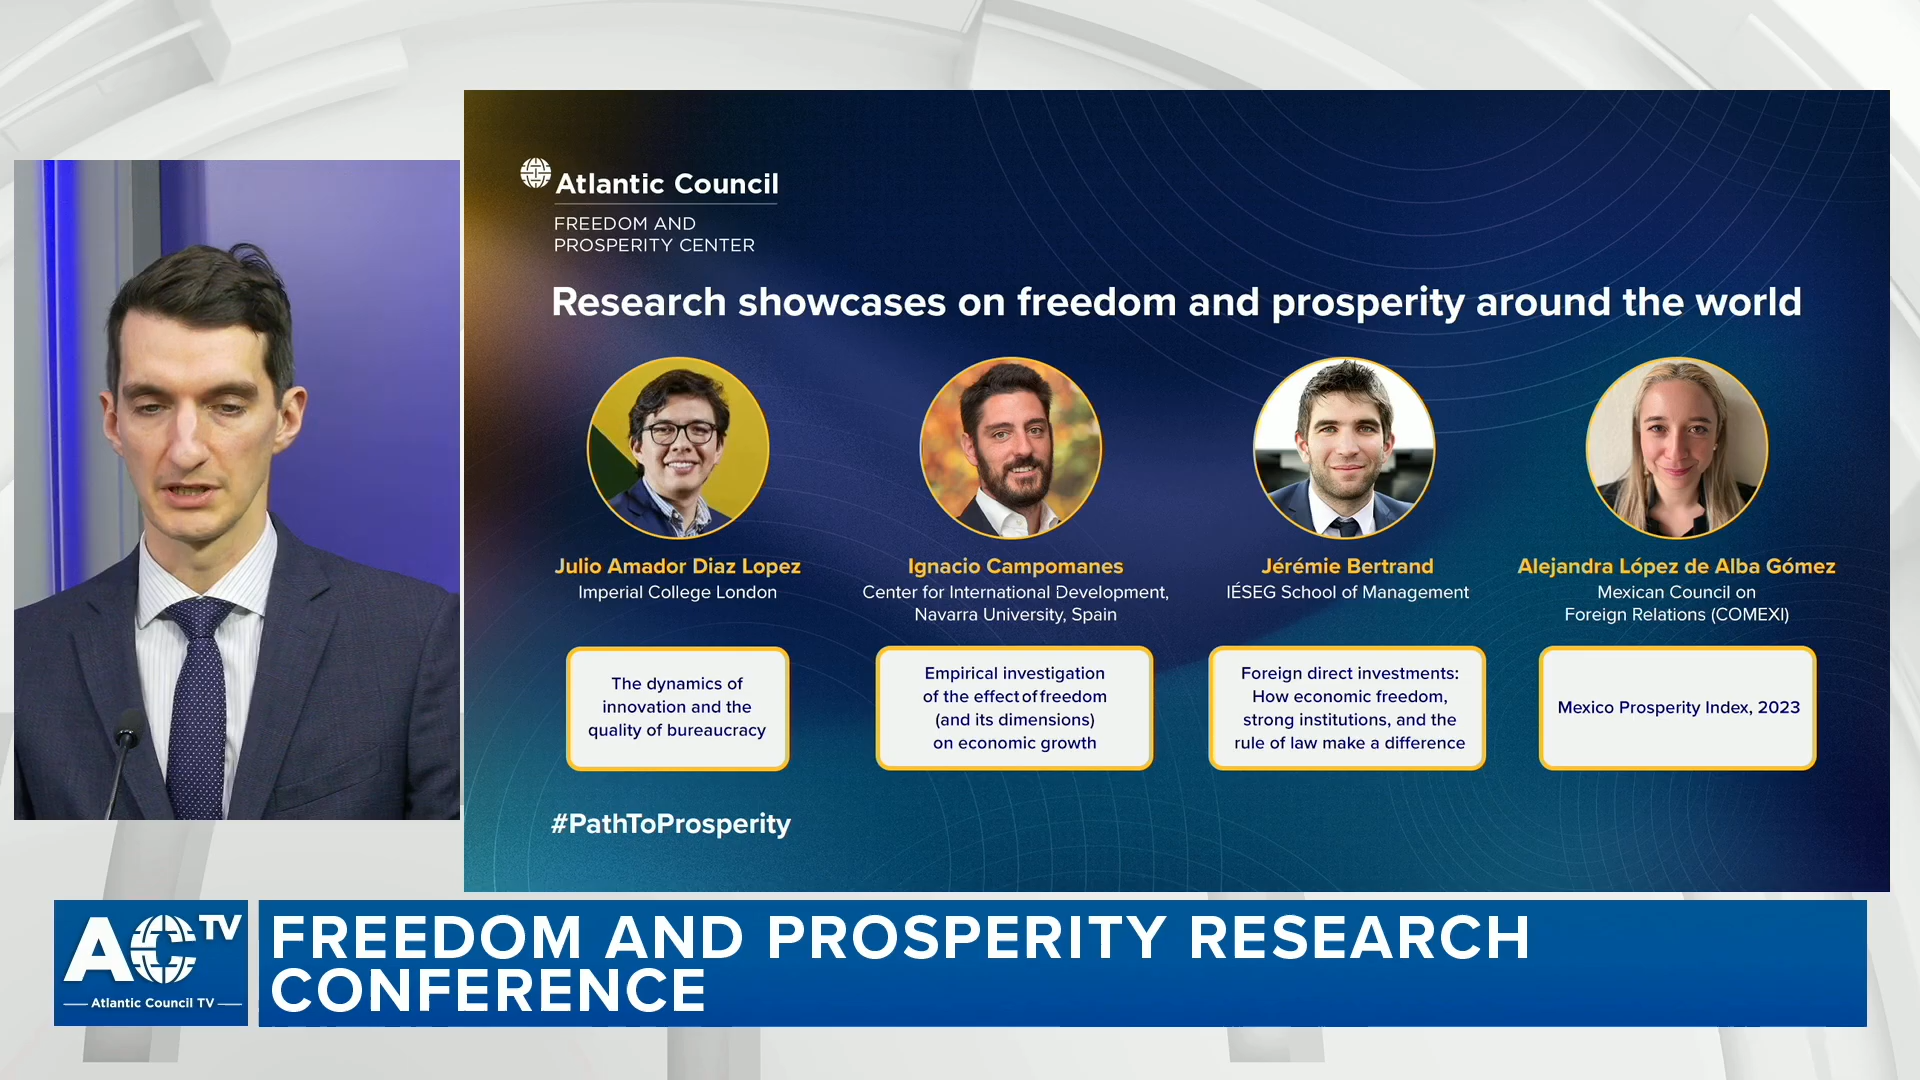 Atlantic Council
FREEDOM AND
PROSPERITY CENTER
Research showcases on freedom and prosperity around the world
Julio Amador Diaz Lopez
Imperial College London
The dynamics of
innovation and the
quality of bureaucracy
Ignacio Campomanes
Center for International Development,
Navarra University, Spain
Empirical investigation
of the effect of freedom
(and its dimensions)
on economic growth
Jérémie Bertrand
IÉSEG School of Management
Foreign direct investments:
How economic freedom,
strong institutions, and the
rule of law make a difference
Alejandra López de Alba Gómez
Mexican Council on
Foreign Relations (COMEXI)
Mexico Prosperity Index, 2023
#PathToProsperity
AC TV
Atlantic Council TV
FREEDOM AND PROSPERITY RESEARCH
CONFERENCE